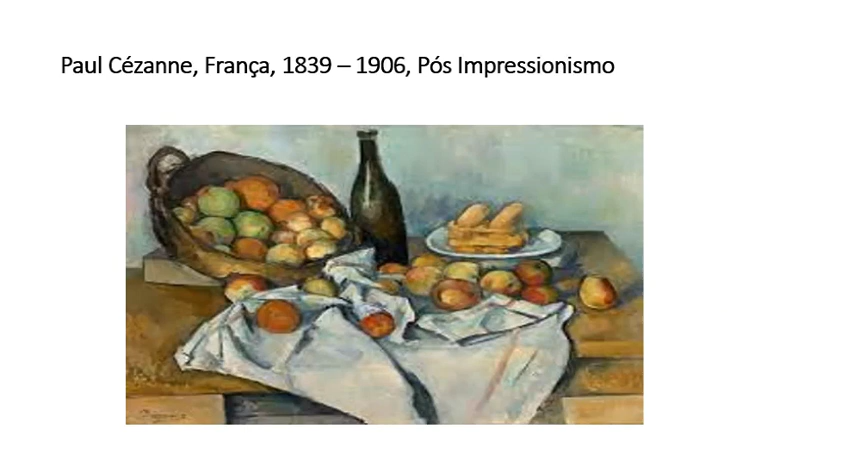 Paul Cézanne, França, 1839 – 1906, Pós Impressionismo